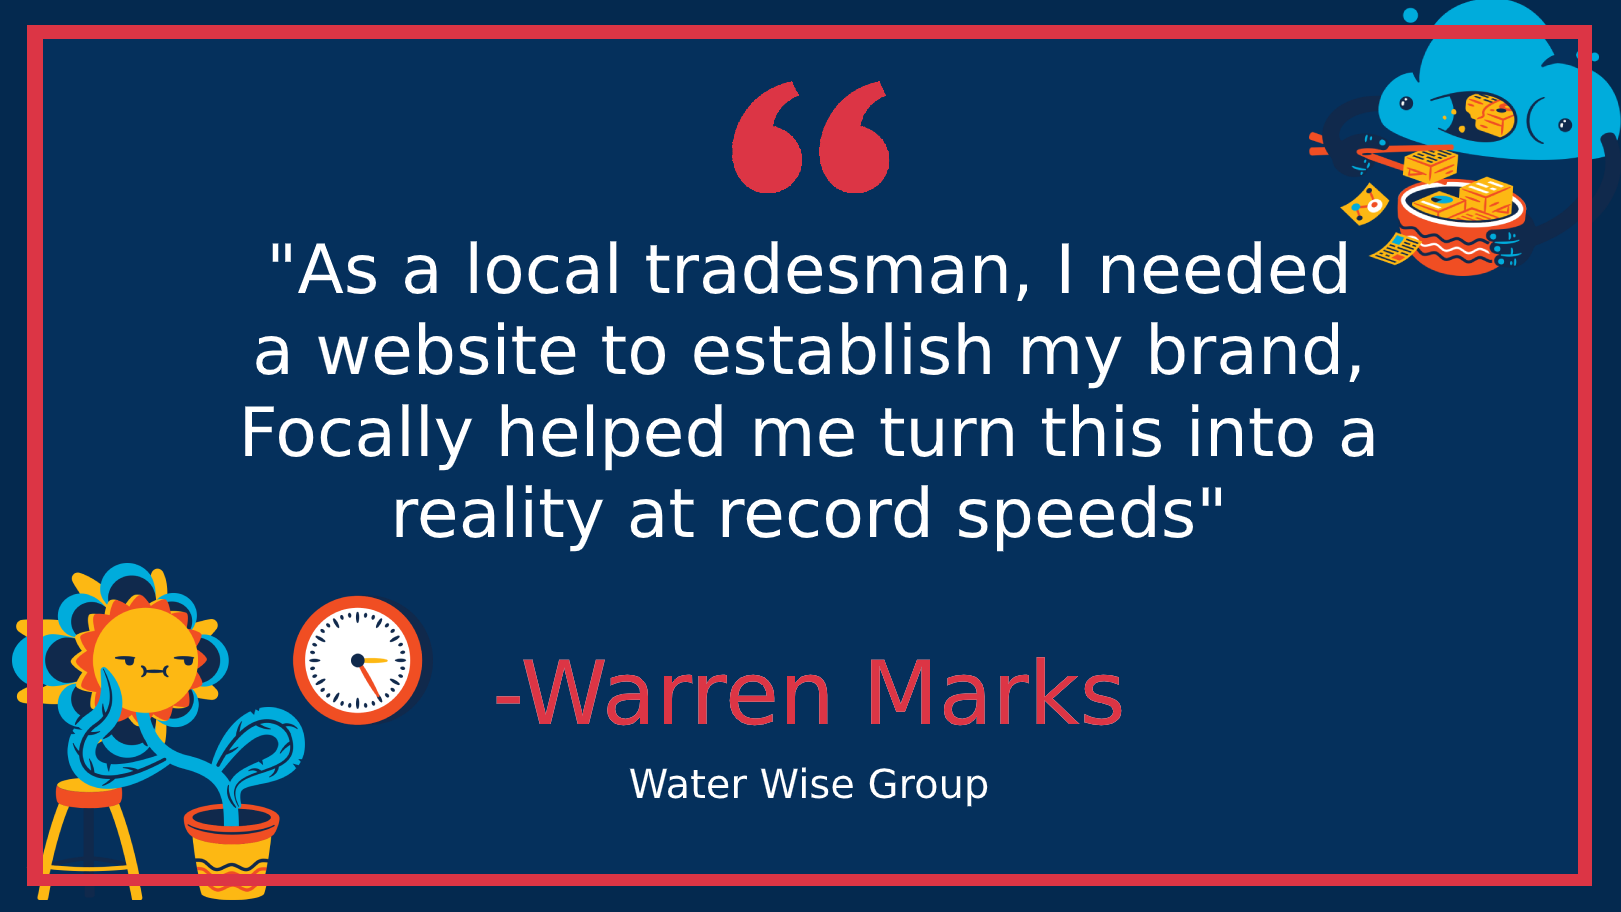 "As a local tradesman, I needed
a website to establish my brand,
Focally helped me turn this into a
reality at record speeds"
-Warren Marks
Water Wise Group